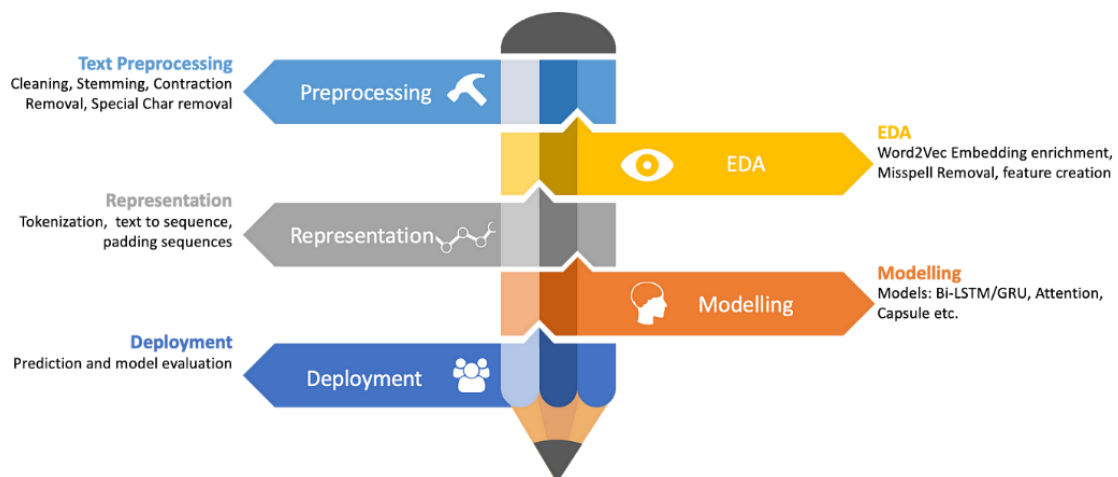 Text Preprocessing
Cleaning, Stemming, Contraction
Removal, Special Char removal
Preprocessing
EDA
EDA
Word2Vec Embedding enrichment,
Misspell Removal, feature creation
Representation
Tokenization, text to sequence,
padding sequences
Representation
Modelling
Modelling
Models: Bi-LSTM/GRU, Attention,
Capsule etc.
Deployment
Prediction and model evaluation
Deployment